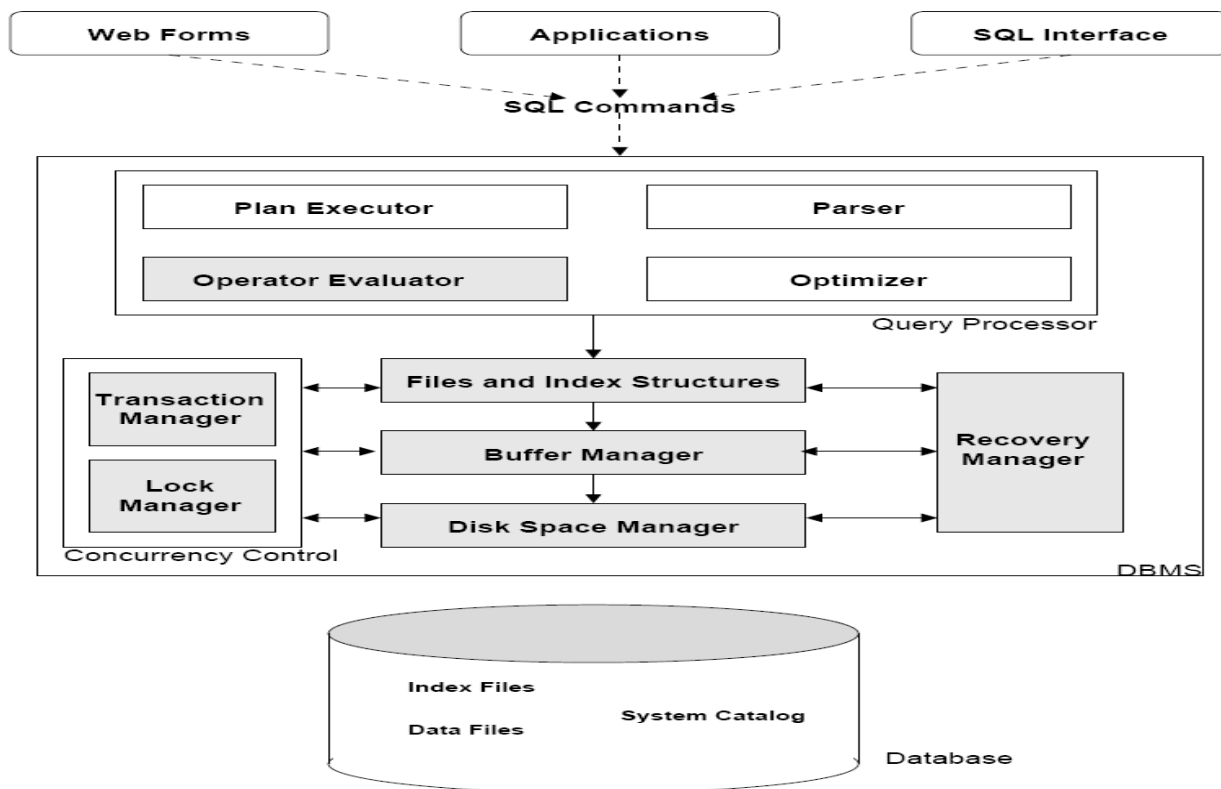 Web Forms
Applications
SQL Interface
SQL Commands
Plan Executor
Parser
Operator Evaluator
Optimizer
Query Processor
Files and Index Structures
Transaction
Manager
Buffer Manager
Recovery
Manager
Lock
Manager
Disk Space Manager
Concurrency Control
DBMS
Index Files
System Catalog
Data Files
Database